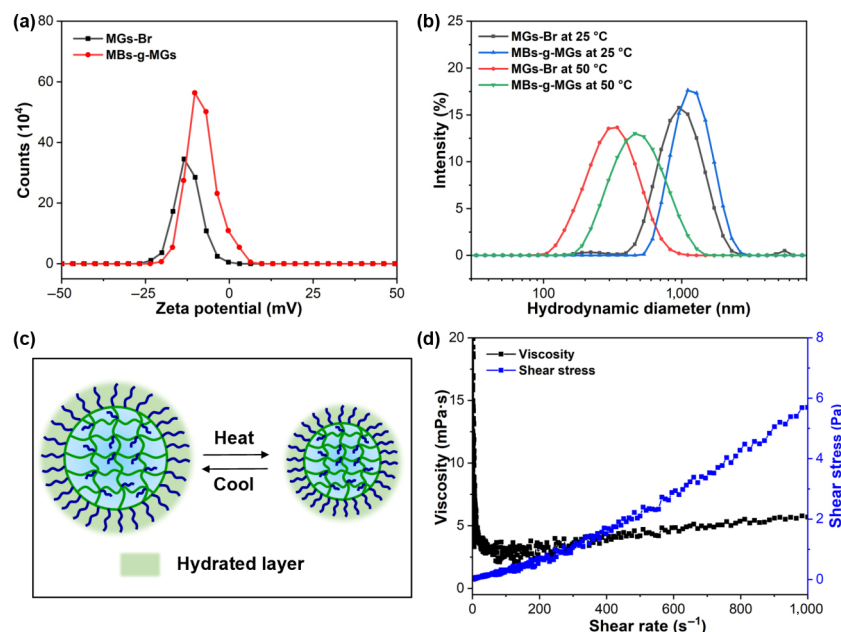 (a)
80
60
40
20
0
Counts (10⁴)
MGs-Br
MBs-g-MGs
−50
−25
0
25
50
Zeta potential (mV)
(b)
25
20
15
10
5
0
Intensity (%)
MGs-Br at 25 °C
MBs-g-MGs at 25 °C
MGs-Br at 50 °C
MBs-g-MGs at 50 °C
100
1,000
Hydrodynamic diameter (nm)
(c)
Heat
Cool
Hydrated layer
(d)
20
15
10
5
0
Viscosity (mPa·s)
Viscosity
Shear stress
8
6
4
2
0
Shear stress (Pa)
0
200
400
600
800
1,000
Shear rate (s⁻¹)